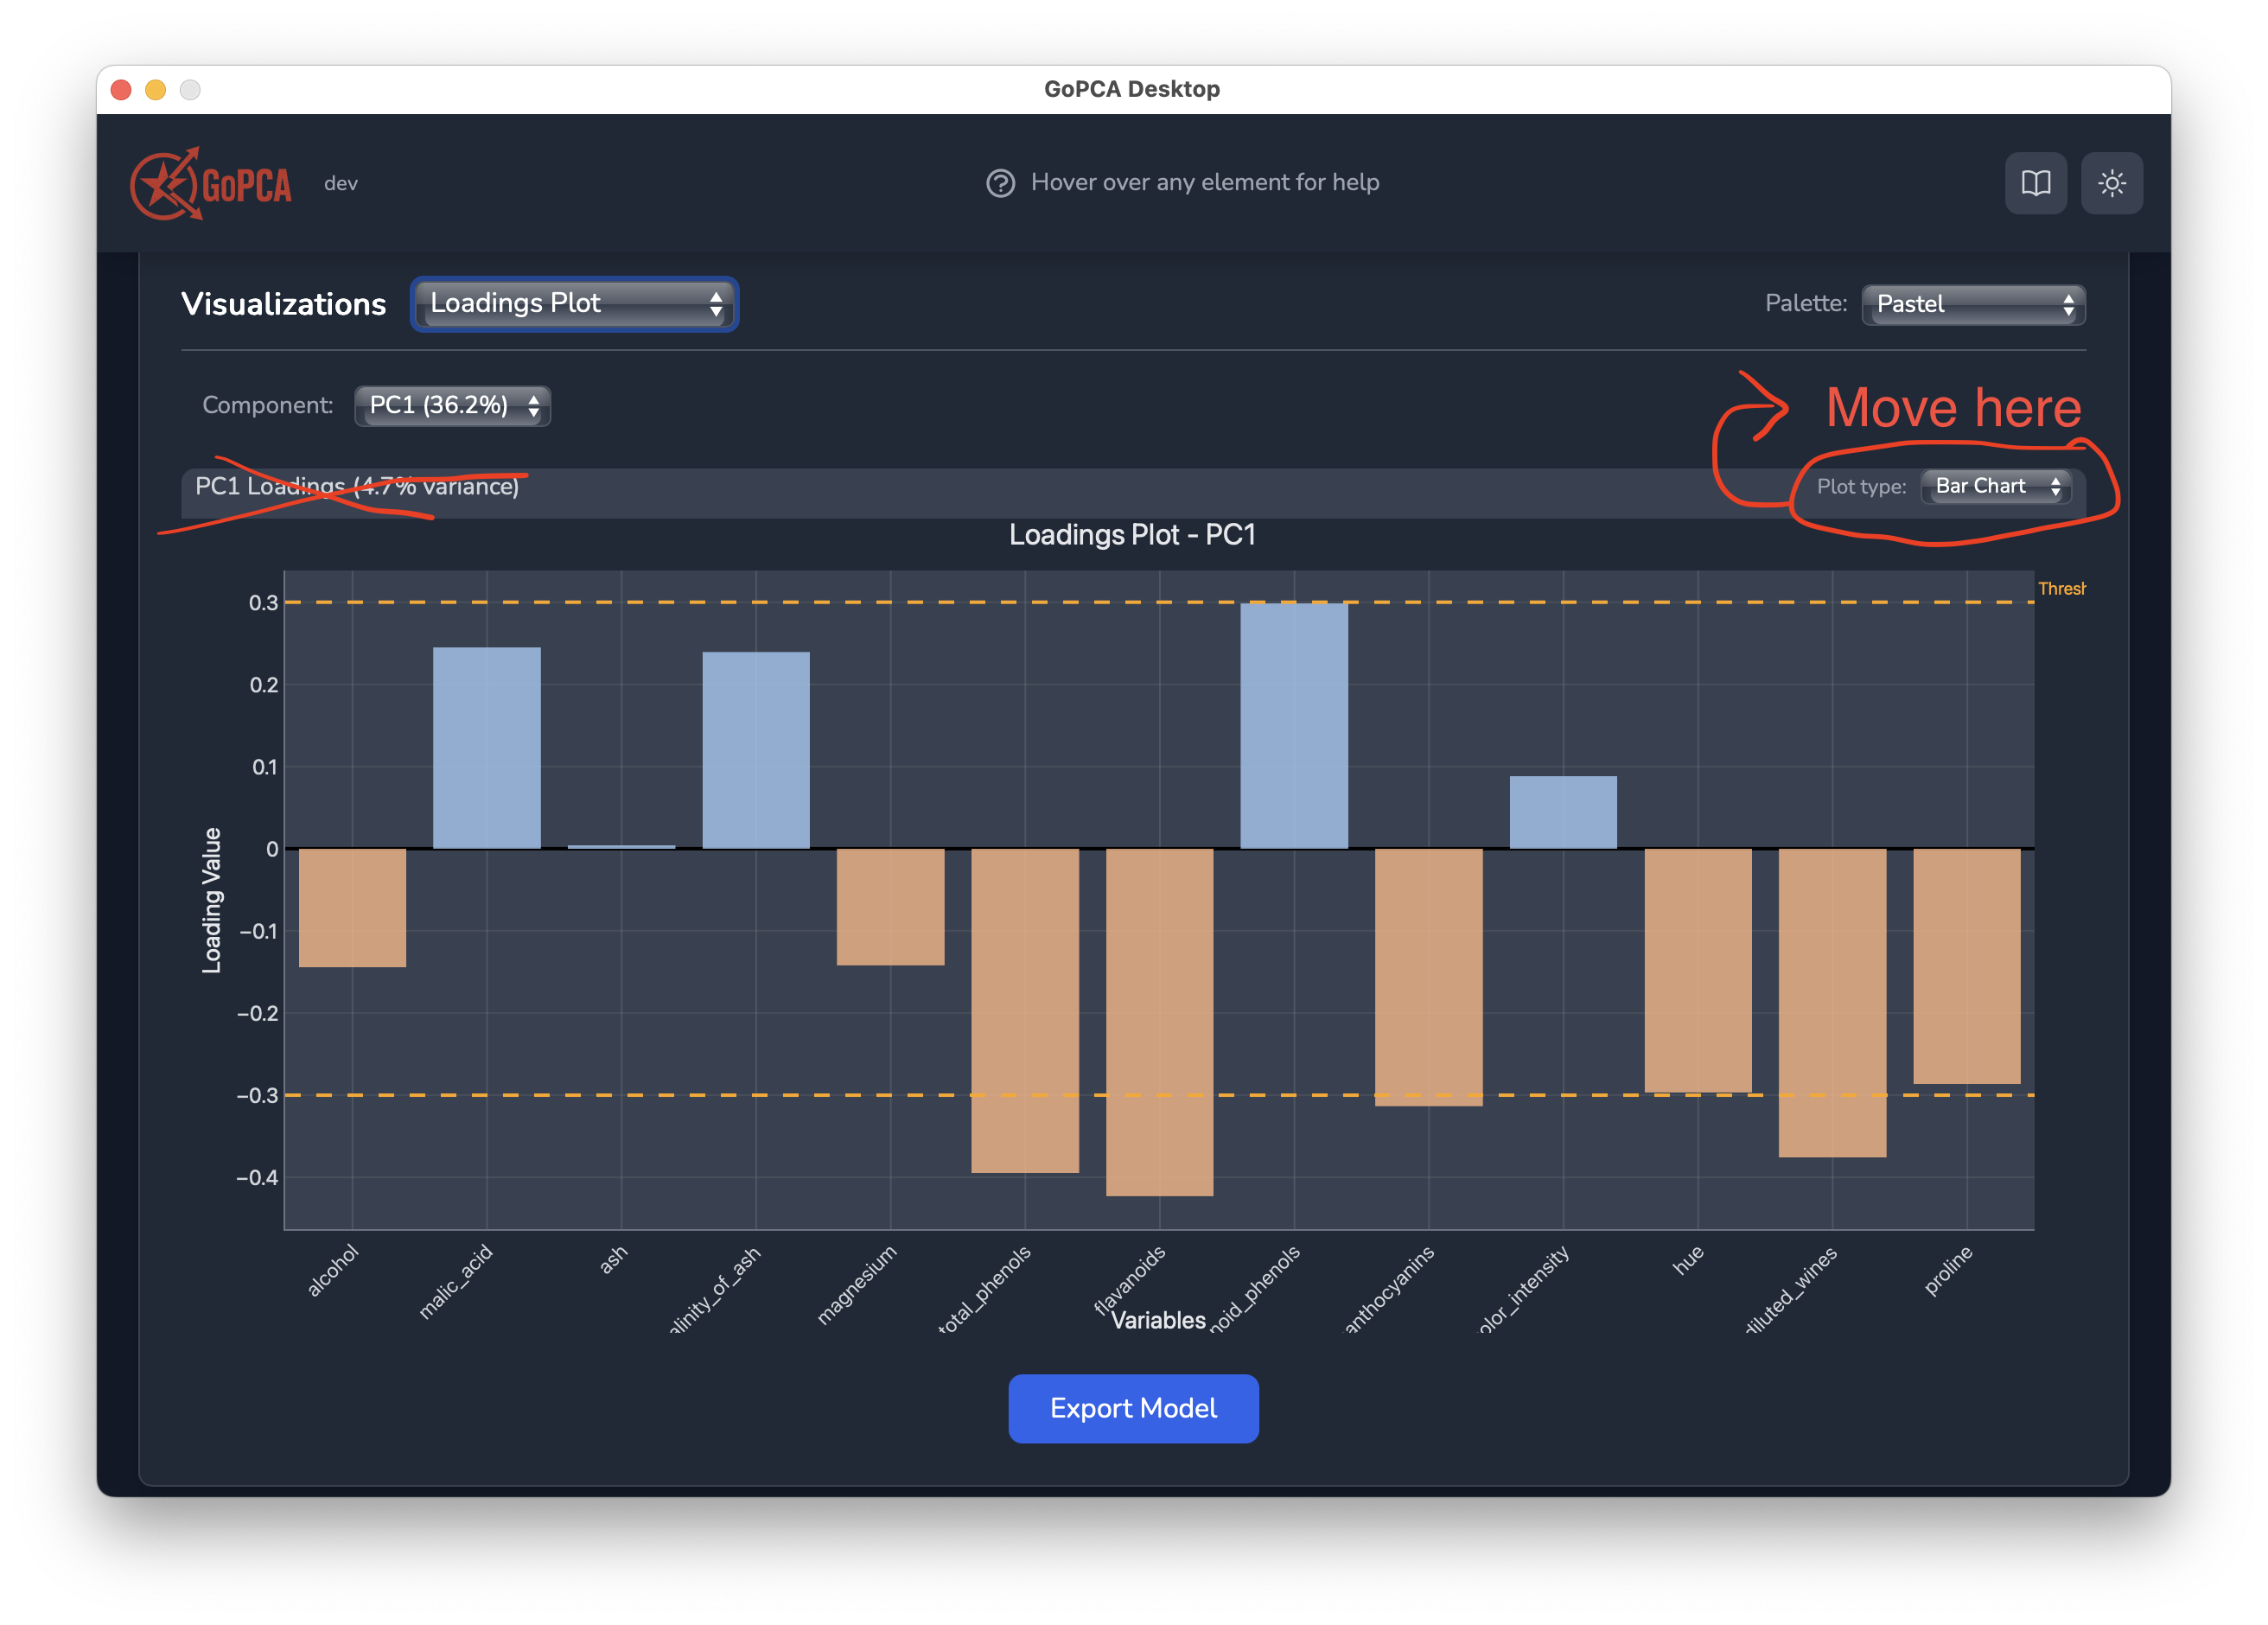 GoPCA Desktop
GoPCA dev
Hover over any element for help
Visualizations Loadings Plot
Palette: Pastel
Component: PC1 (36.2%)
Move here
PC1 Loadings (4.7% variance)
Plot type: Bar Chart
Loadings Plot - PC1
Thresh
0.3
0.2
0.1
0
−0.1
−0.2
−0.3
−0.4
Loading Value
alcohol
malic_acid
ash
alinity_of_ash
magnesium
total_phenols
flavanoids
noid_phenols
anthocyanins
olor_intensity
hue
diluted_wines
proline
Variables
Export Model